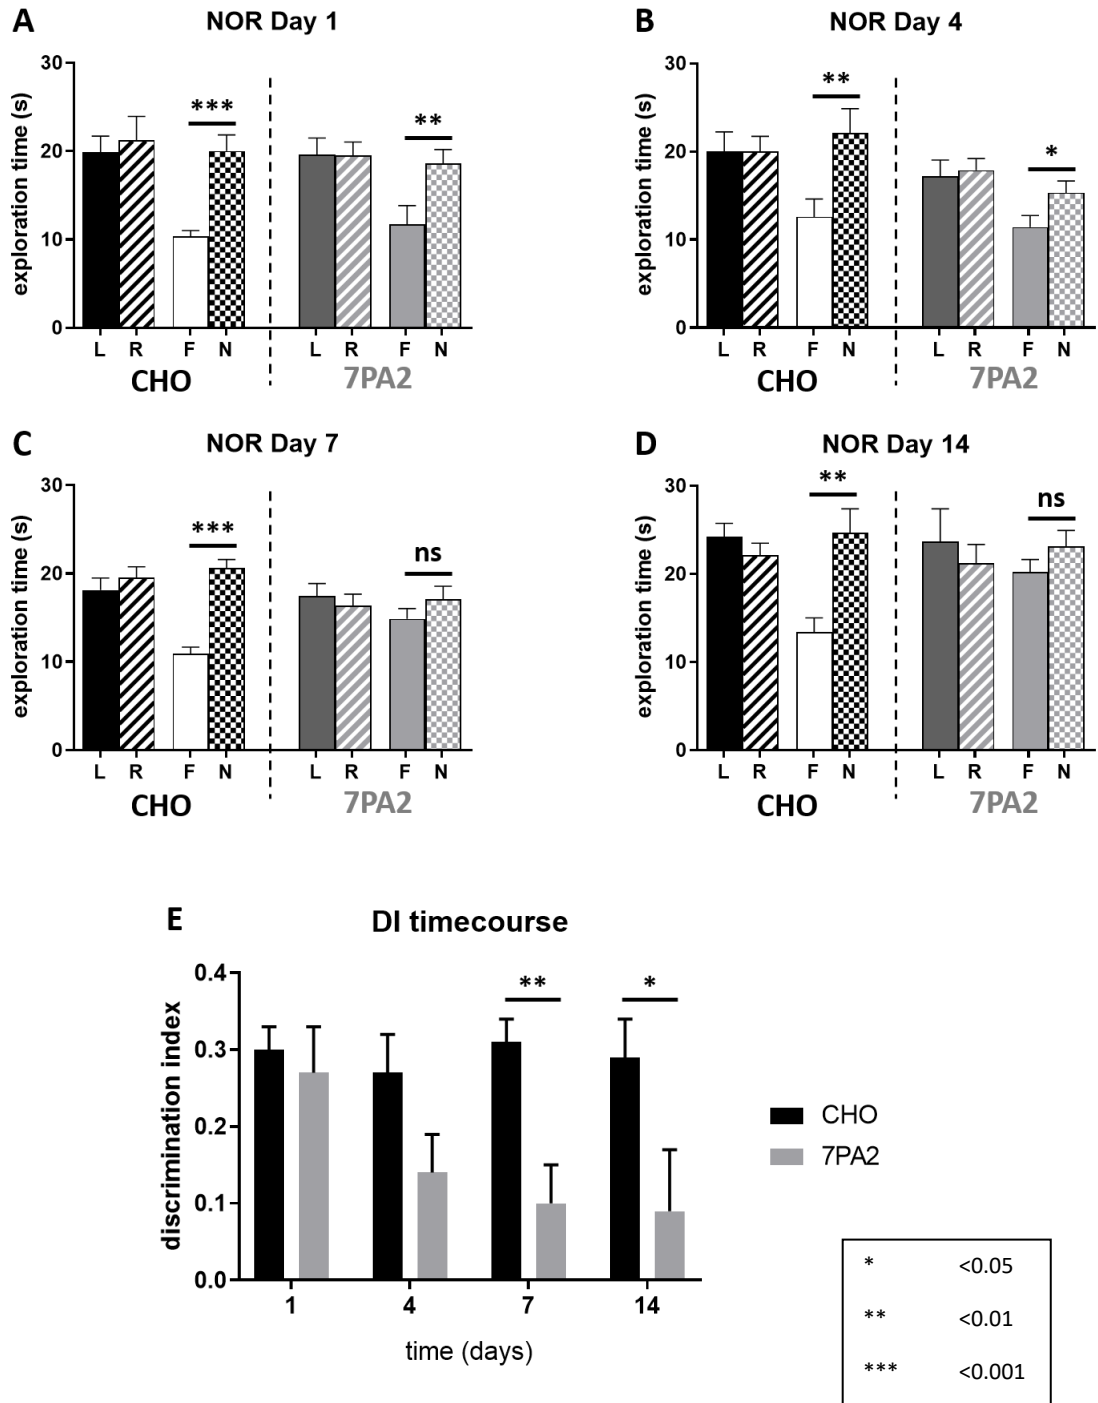 A
NOR Day 1
exploration time (s)
30
20
10
0
***
**
L R F N L R F N
CHO 7PA2
B
NOR Day 4
exploration time (s)
30
20
10
0
**
*
L R F N L R F N
CHO 7PA2
C
NOR Day 7
exploration time (s)
30
20
10
0
***
ns
L R F N L R F N
CHO 7PA2
D
NOR Day 14
exploration time (s)
30
20
10
0
**
ns
L R F N L R F N
CHO 7PA2
E
DI timecourse
discrimination index
0.4
0.3
0.2
0.1
0.0
** *
1 4 7 14
time (days)
CHO
7PA2
* <0.05
** <0.01
*** <0.001